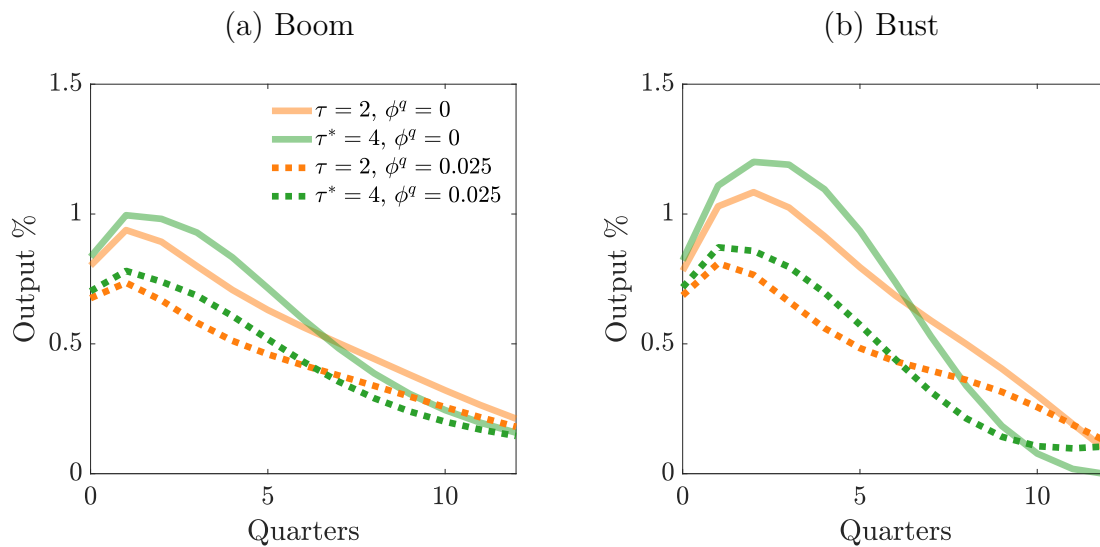 (a) Boom
(b) Bust
1.5
1
0.5
0
Output %
τ = 2, ϕ^q = 0
τ* = 4, ϕ^q = 0
τ = 2, ϕ^q = 0.025
τ* = 4, ϕ^q = 0.025
0 5 10
Quarters
1.5
1
0.5
0
Output %
0 5 10
Quarters